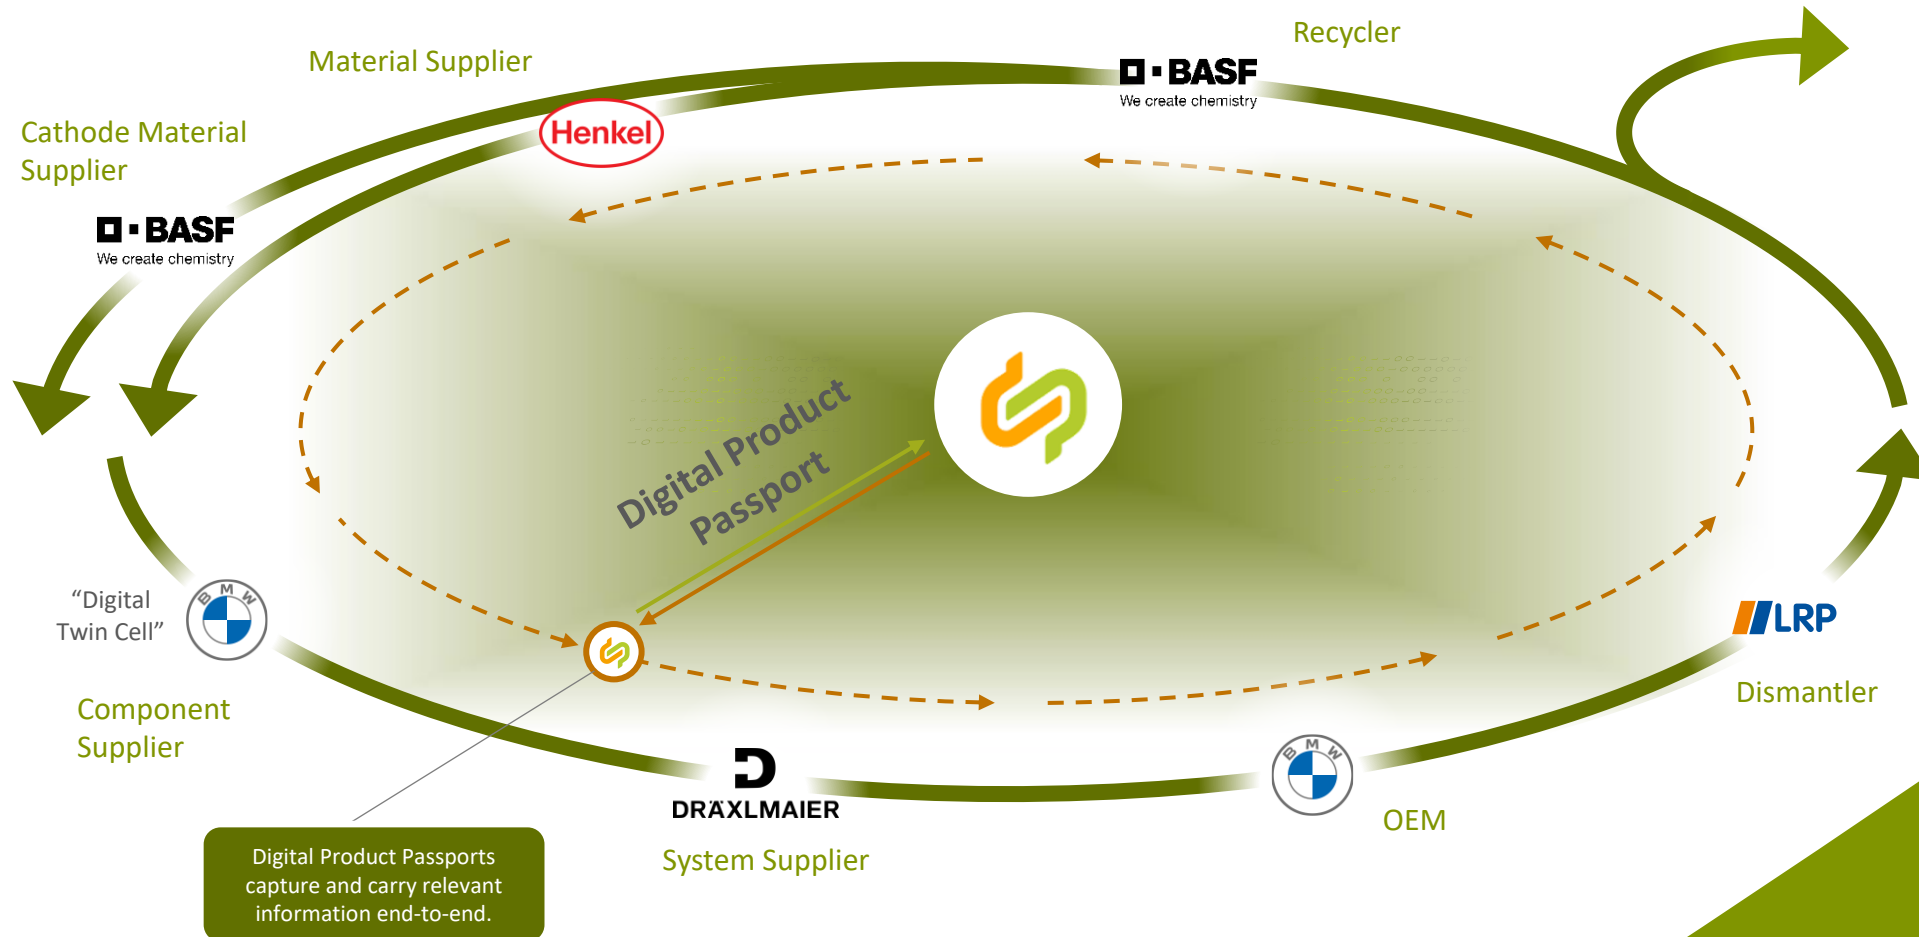 Recycler
Material Supplier
BASF
We create chemistry
Henkel
Cathode Material
Supplier
BASF
We create chemistry
Digital Product
Passport
"Digital
Twin Cell"
BMW
LRP
Component
Supplier
Dismantler
DRÄXLMAIER
BMW
OEM
System Supplier
Digital Product Passports
capture and carry relevant
information end-to-end.